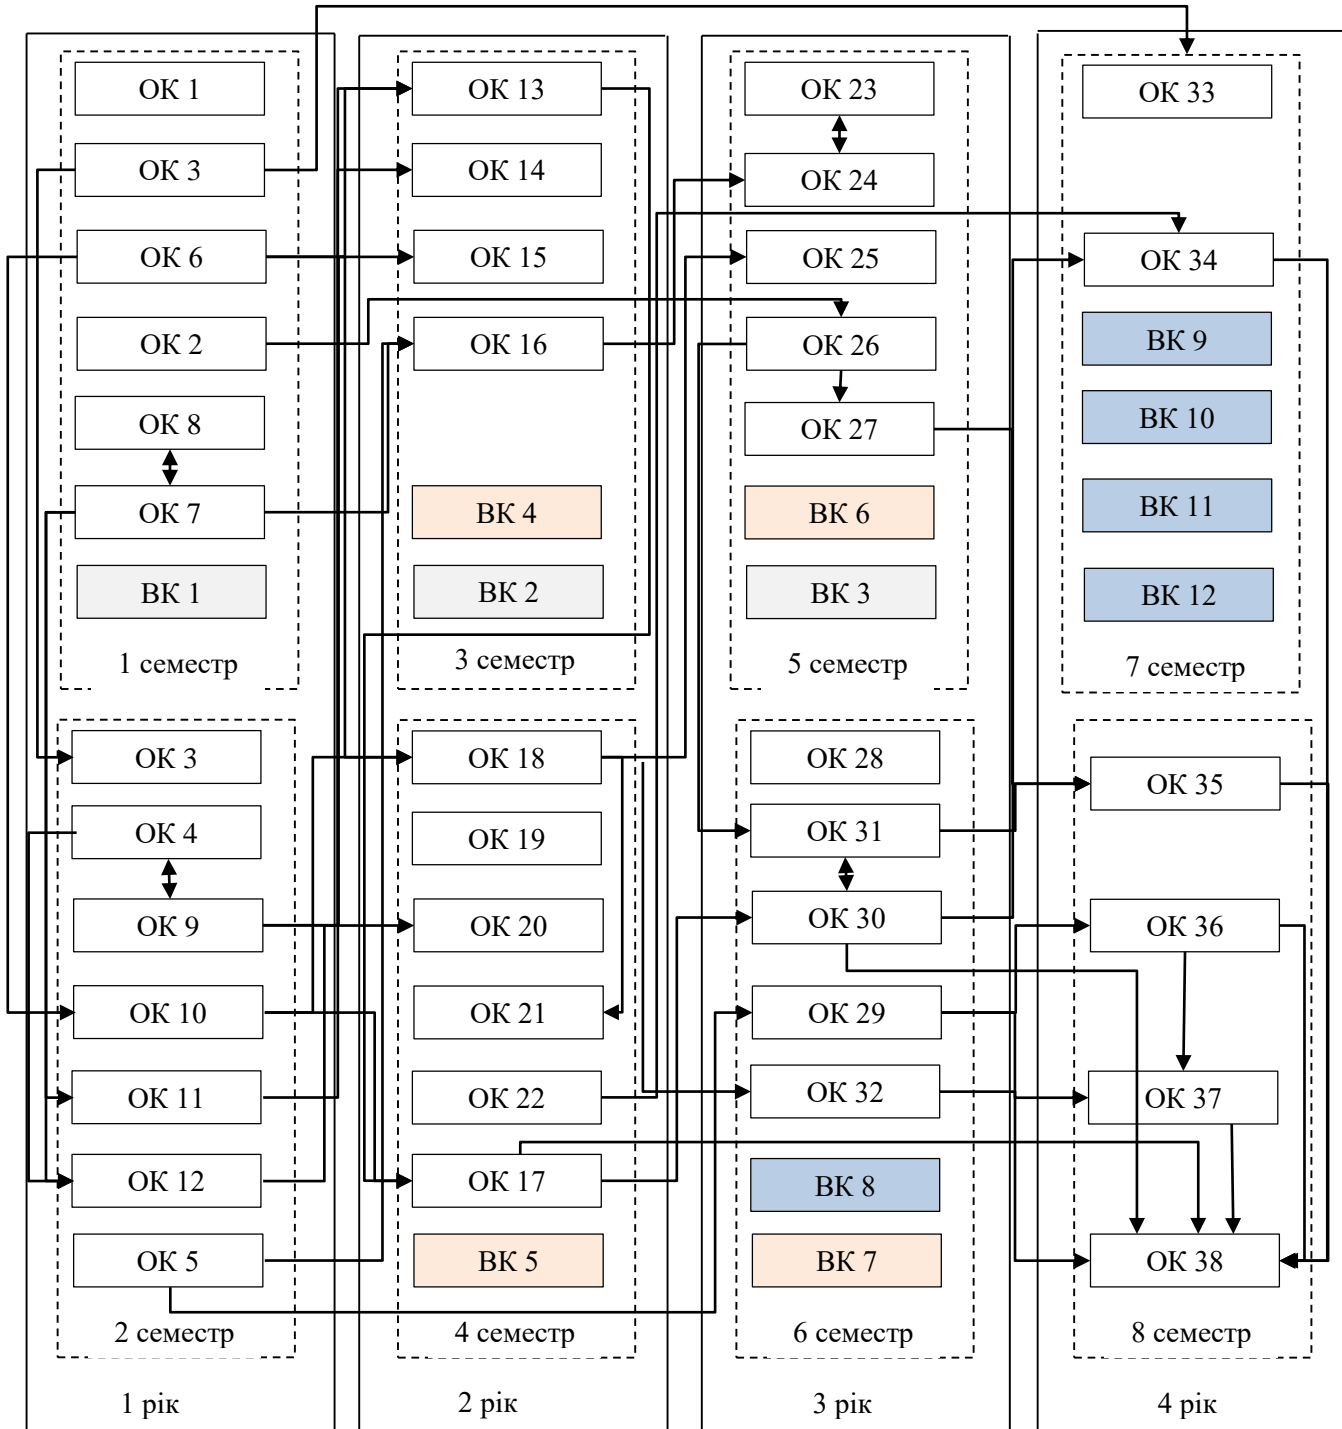 ОК 1
ОК 3
ОК 6
ОК 2
ОК 8
ОК 7
ВК 1
1 семестр
ОК 3
ОК 4
ОК 9
ОК 10
ОК 11
ОК 12
ОК 5
2 семестр
1 рік
ОК 13
ОК 14
ОК 15
ОК 16
ВК 4
ВК 2
3 семестр
ОК 18
ОК 19
ОК 20
ОК 21
ОК 22
ОК 17
ВК 5
4 семестр
2 рік
ОК 23
ОК 24
ОК 25
ОК 26
ОК 27
ВК 6
ВК 3
5 семестр
ОК 28
ОК 31
ОК 30
ОК 29
ОК 32
ВК 8
ВК 7
6 семестр
3 рік
ОК 33
ОК 34
ВК 9
ВК 10
ВК 11
ВК 12
7 семестр
ОК 35
ОК 36
ОК 37
ОК 38
8 семестр
4 рік